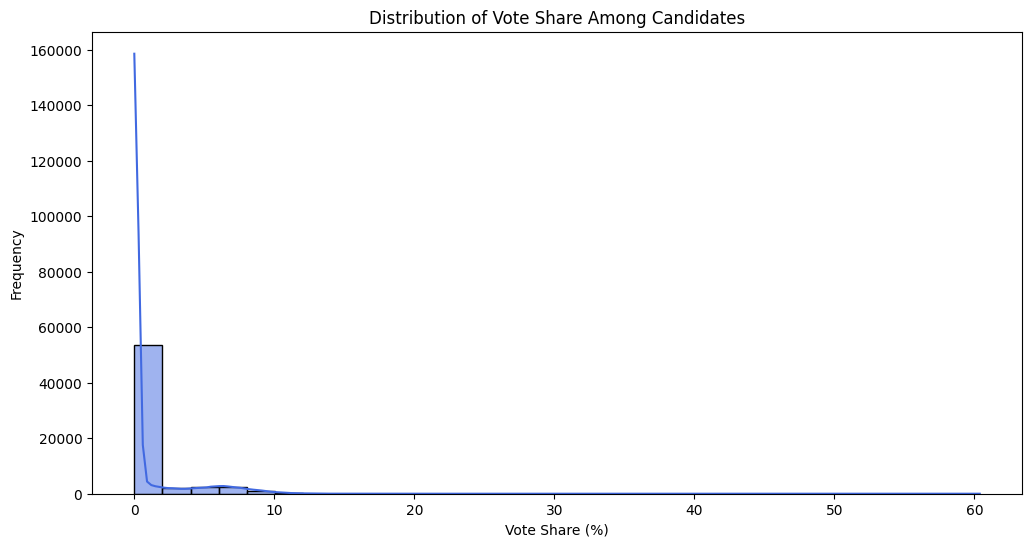 Distribution of Vote Share Among Candidates
160000
140000
120000
100000
80000
60000
40000
20000
0
Frequency
0 10 20 30 40 50 60
Vote Share (%)